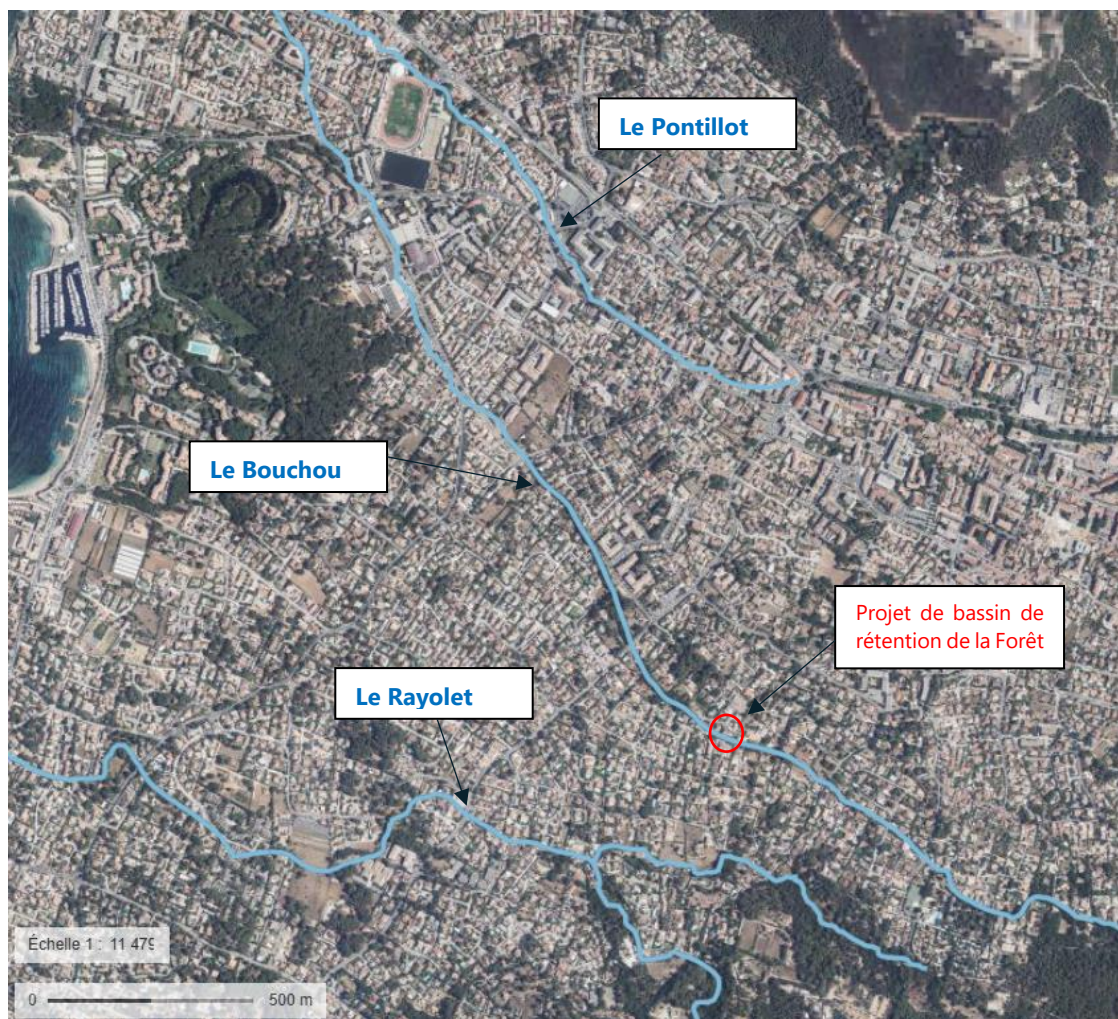 Le Pontillot
Le Bouchou
Projet de bassin de
rétention de la Forêt
Le Rayolet
Échelle 1 : 11 479
0 500 m